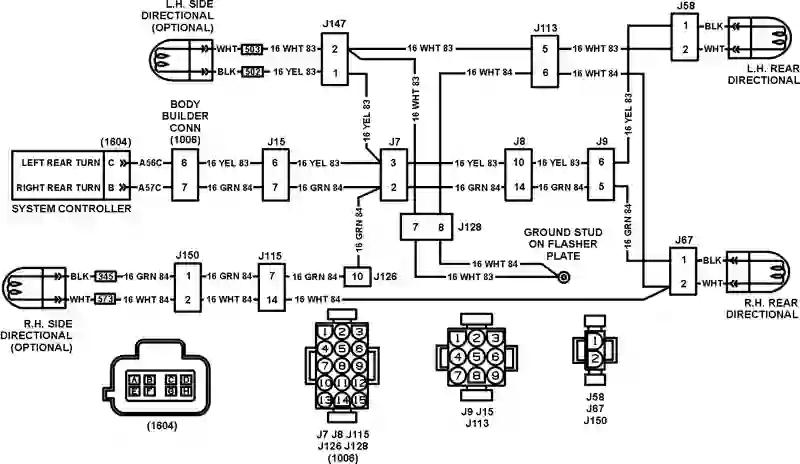 L.H. SIDE
DIRECTIONAL
(OPTIONAL)
WHT 503 16 WHT 83
BLK 502 16 YEL 83
J147
2
1
16 WHT 83
16 YEL 83
16 WHT 83
J113
5
6
16 WHT 83
16 WHT 84
16 WHT 84
J58
1
2
BLK
WHT
L.H. REAR
DIRECTIONAL
BODY
BUILDER
CONN
(1006)
(1604)
LEFT REAR TURN C A56C 6 16 YEL 83
RIGHT REAR TURN B A57C 7 16 GRN 84
SYSTEM CONTROLLER
J15
6 16 YEL 83
7 16 GRN 84
J7
3 16 YEL 83
2 16 GRN 84
J8
10 16 YEL 83
14 16 GRN 84
J9
6
5
16 YEL 83
16 GRN 84
16 WHT 84
16 GRN 84
7 8 J128
GROUND STUD
ON FLASHER
PLATE
16 WHT 84
16 WHT 83
J150
J115
BLK 345 16 GRN 84 1 16 GRN 84 7 16 GRN 84 10 J126
WHT 573 16 WHT 84 2 16 WHT 84 14 16 WHT 84
R.H. SIDE
DIRECTIONAL
(OPTIONAL)
J67
1 BLK
2 WHT
R.H. REAR
DIRECTIONAL
A B C D
E F G H
(1604)
1 2 3
4 5 6
7 8 9
10 11 12
13 14 15
J7 J8 J115
J126 J128
(1006)
1 2 3
4 5 6
7 8 9
J9 J15
J113
1
2
J58
J67
J150